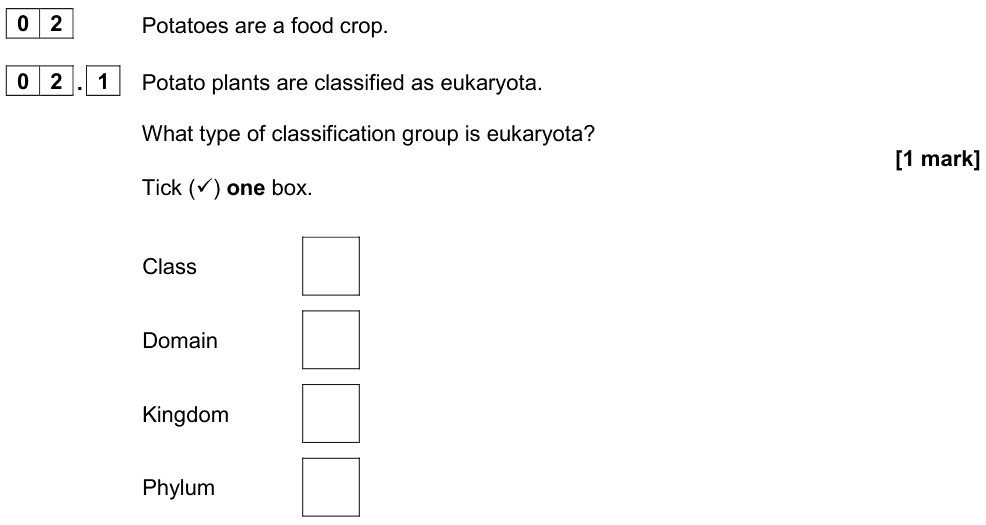 0 2 Potatoes are a food crop.
0 2 . 1 Potato plants are classified as eukaryota.
What type of classification group is eukaryota?
[1 mark]
Tick (✓) one box.
Class
Domain
Kingdom
Phylum